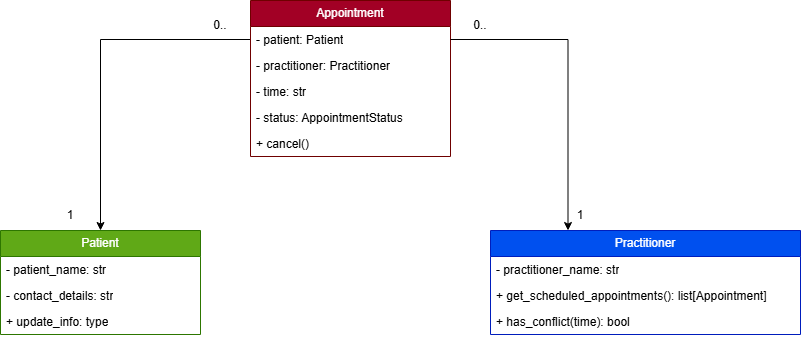 Appointment
0..
0..
- patient: Patient
- practitioner: Practitioner
- time: str
- status: AppointmentStatus
+ cancel()
1
1
Patient
- patient_name: str
- contact_details: str
+ update_info: type
Practitioner
- practitioner_name: str
+ get_scheduled_appointments(): list[Appointment]
+ has_conflict(time): bool